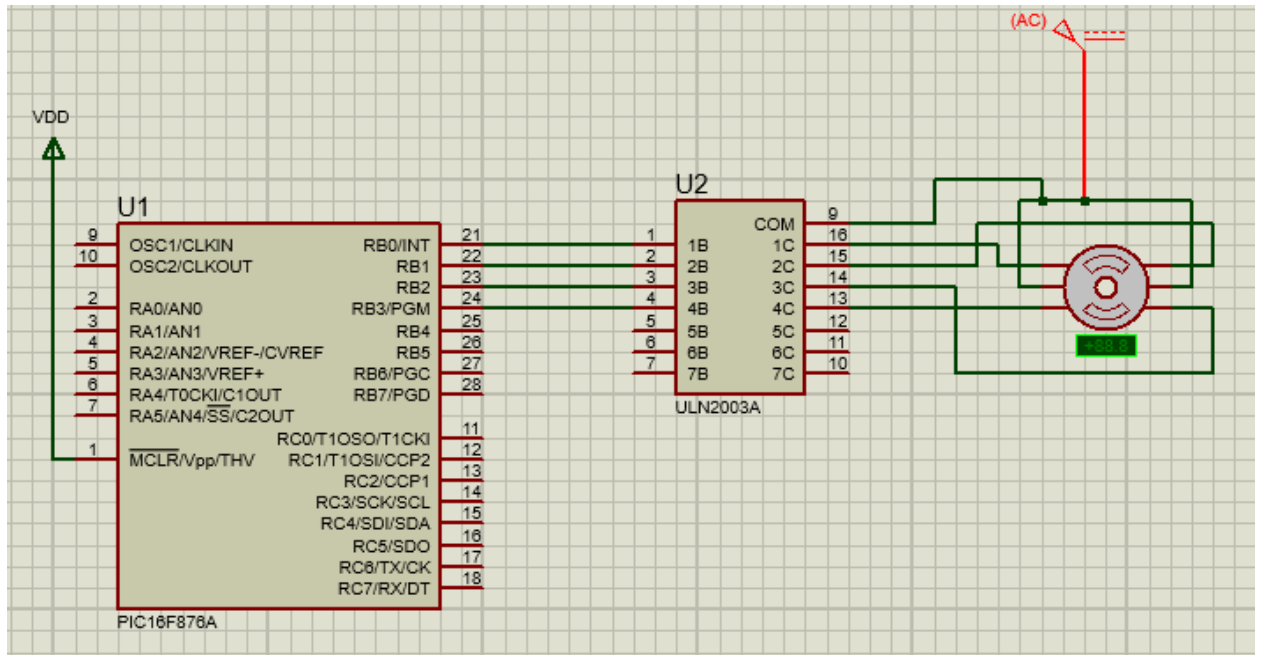 (AC)
VDD
U1
9 OSC1/CLKIN
10 OSC2/CLKOUT
2 RA0/AN0
3 RA1/AN1
4 RA2/AN2/VREF-/CVREF
5 RA3/AN3/VREF+
6 RA4/T0CKI/C1OUT
7 RA5/AN4/SS/C2OUT
1 MCLR/Vpp/THV
RB0/INT 21
RB1 22
RB2 23
RB3/PGM 24
RB4 25
RB5 26
RB6/PGC 27
RB7/PGD 28
RC0/T1OSO/T1CKI 11
RC1/T1OSI/CCP2 12
RC2/CCP1 13
RC3/SCK/SCL 14
RC4/SDI/SDA 15
RC5/SDO 16
RC6/TX/CK 17
RC7/RX/DT 18
PIC16F876A
U2
1 1B
2 2B
3 3B
4 4B
5 5B
6 6B
7 7B
COM 9
1C 16
2C 15
3C 14
4C 13
5C 12
6C 11
7C 10
ULN2003A
+88.8